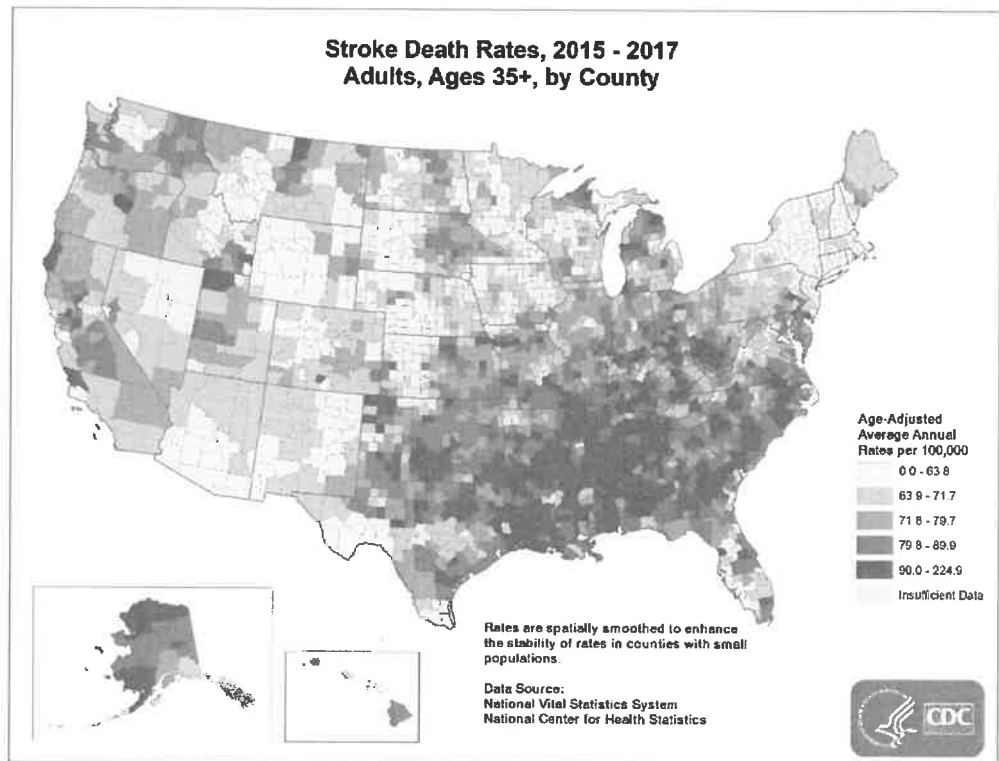 Stroke Death Rates, 2015 - 2017
Adults, Ages 35+, by County
Age-Adjusted
Average Annual
Rates per 100,000
0.0 - 63.8
63.9 - 71.7
71.8 - 79.7
79.8 - 89.9
90.0 - 224.9
Insufficient Data
Rates are spatially smoothed to enhance
the stability of rates in counties with small
populations.
Data Source:
National Vital Statistics System
National Center for Health Statistics
CDC